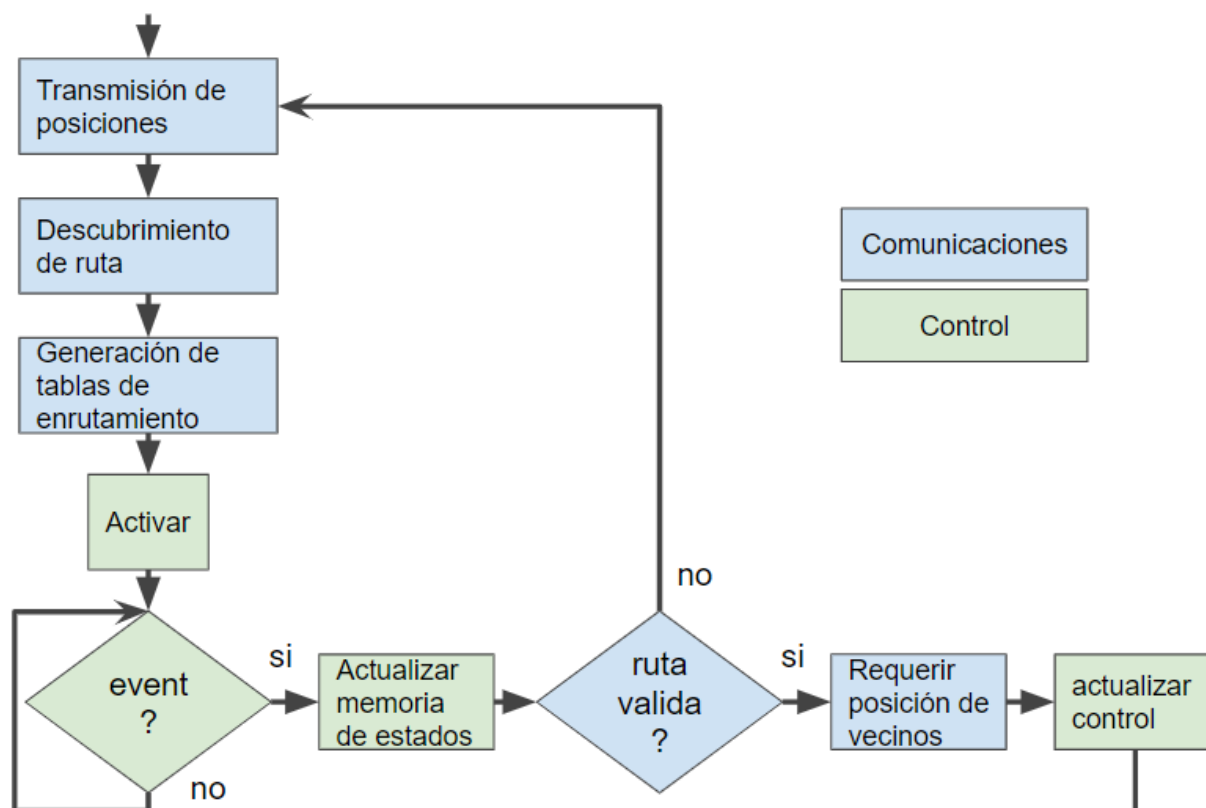 Transmisión de
posiciones
Descubrimiento
de ruta
Generación de
tablas de
enrutamiento
Activar
event
?
si
no
Actualizar
memoria
de estados
ruta
valida
?
no
si
Requerir
posición de
vecinos
actualizar
control
Comunicaciones
Control